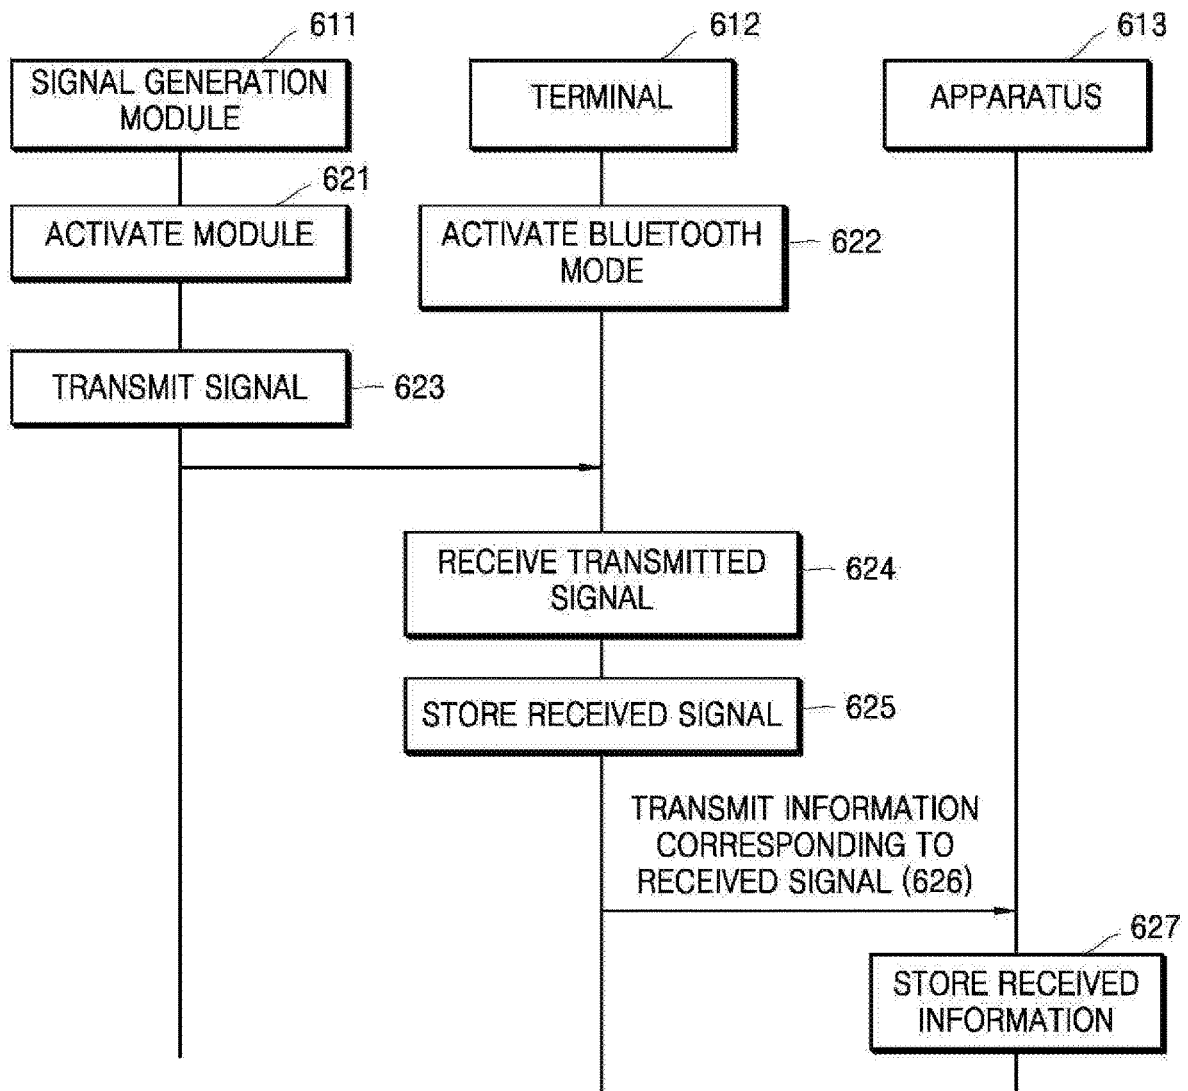 611
612
613
SIGNAL GENERATION
MODULE
TERMINAL
APPARATUS
621
ACTIVATE MODULE
ACTIVATE BLUETOOTH
MODE
622
TRANSMIT SIGNAL
623
RECEIVE TRANSMITTED
SIGNAL
624
STORE RECEIVED SIGNAL
625
TRANSMIT INFORMATION
CORRESPONDING TO
RECEIVED SIGNAL (626)
627
STORE RECEIVED
INFORMATION